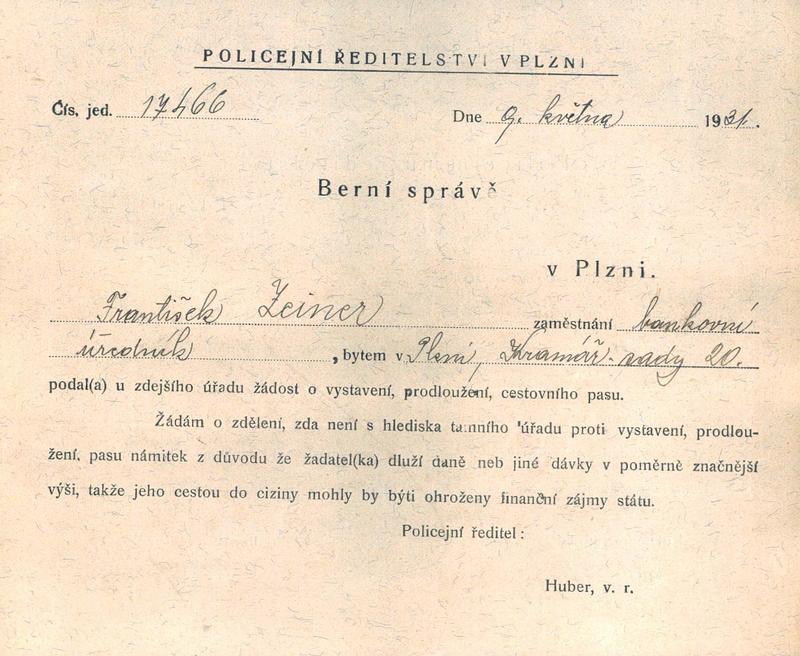 POLICEJNÍ ŘEDITELSTVÍ V PLZNI
Čís. jed. 17466 Dne 9. května 1931.
Berní správě
v Plzni.
František Zeiner zaměstnání bankovní
úředník, bytem v Plzni, Kramář. sady 20.
podal(a) u zdejšího úřadu žádost o vystavení, prodloužení, cestovního pasu.
Žádám o zdělení, zda není s hlediska tamního úřadu proti vystavení, prodlou-
žení, pasu námitek z důvodu že žadatel(ka) dluží daně neb jiné dávky v poměrně značnější
výši, takže jeho cestou do ciziny mohly by býti ohroženy finanční zájmy státu.
Policejní ředitel:
Huber, v. r.